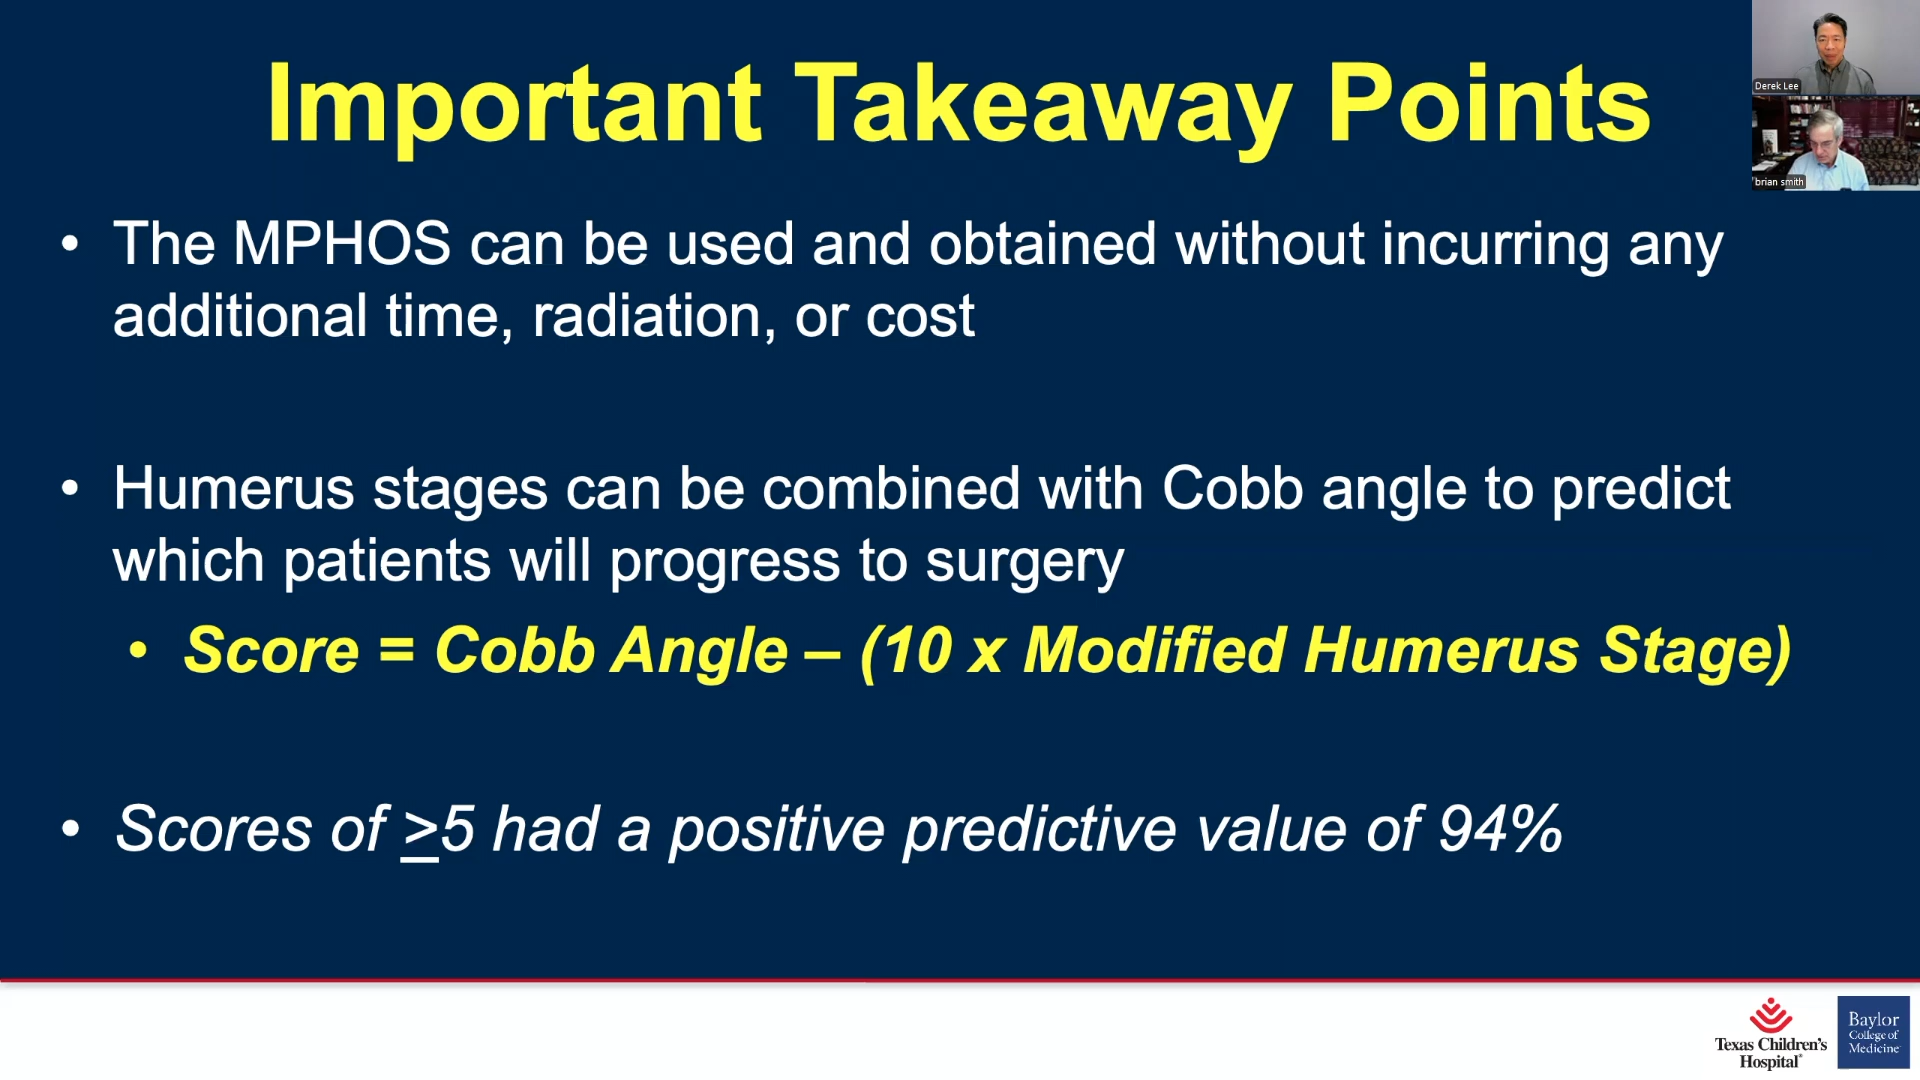 Important Takeaway Points
Derek Lee
brian smith
• The MPHOS can be used and obtained without incurring any
additional time, radiation, or cost
• Humerus stages can be combined with Cobb angle to predict
which patients will progress to surgery
• Score = Cobb Angle – (10 x Modified Humerus Stage)
• Scores of >5 had a positive predictive value of 94%
Texas Children's
Hospital®
Baylor
College of
Medicine